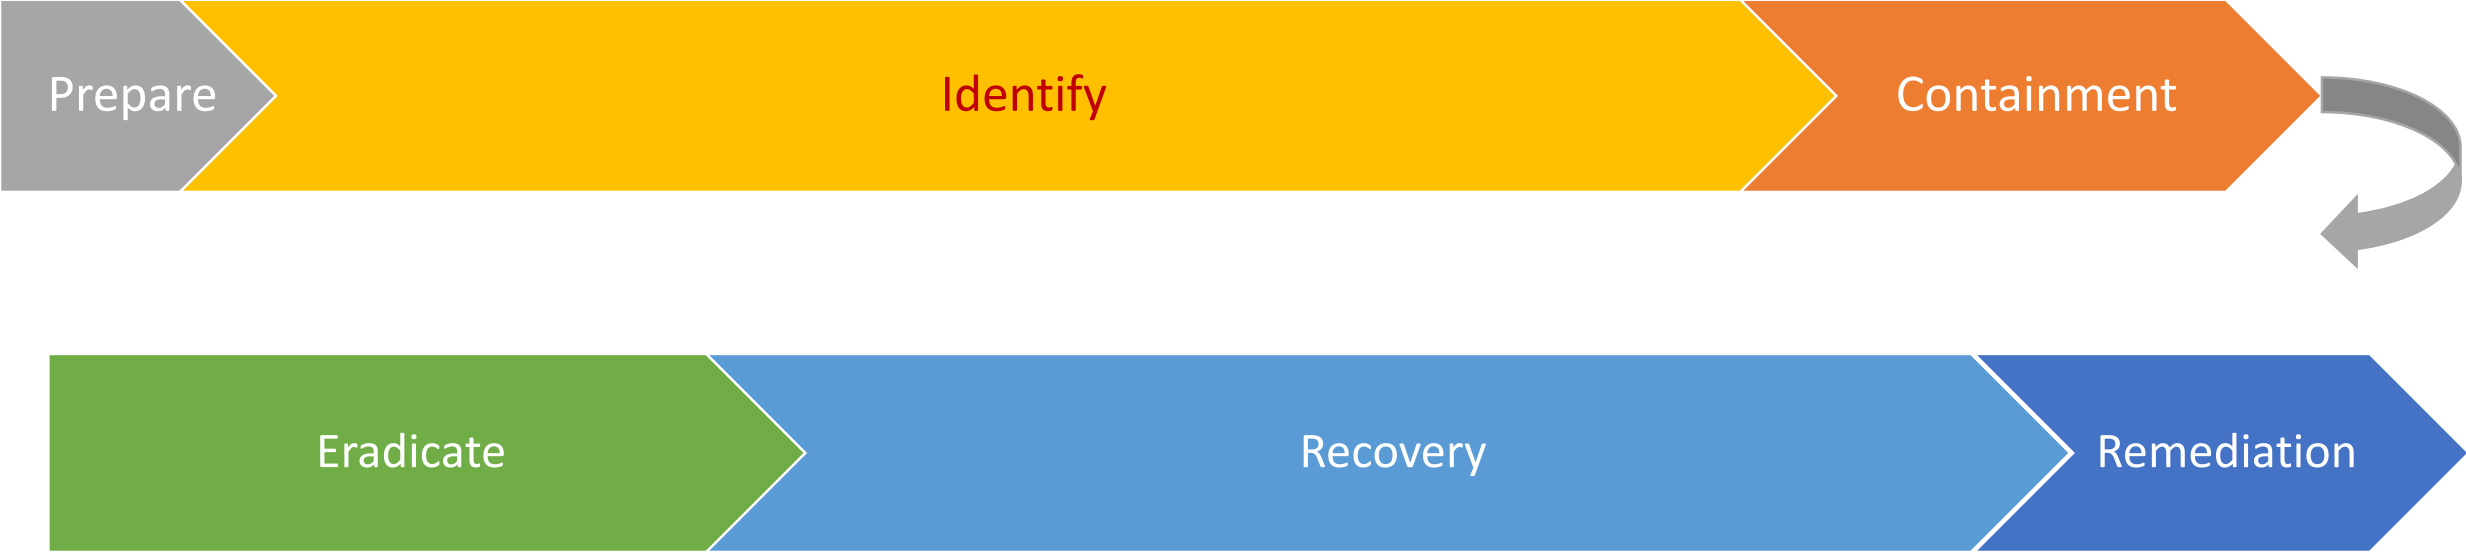 Prepare
Identify
Containment
Eradicate
Recovery
Remediation